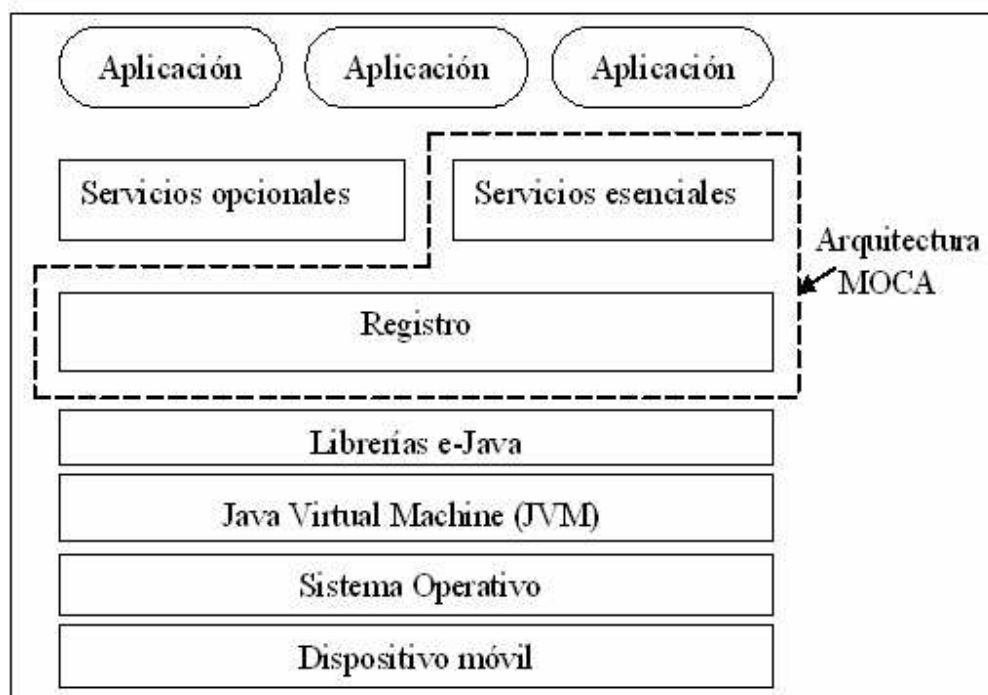 Aplicación Aplicación Aplicación
Servicios opcionales Servicios esenciales
Arquitectura
MOCA
Registro
Librerías e-Java
Java Virtual Machine (JVM)
Sistema Operativo
Dispositivo móvil